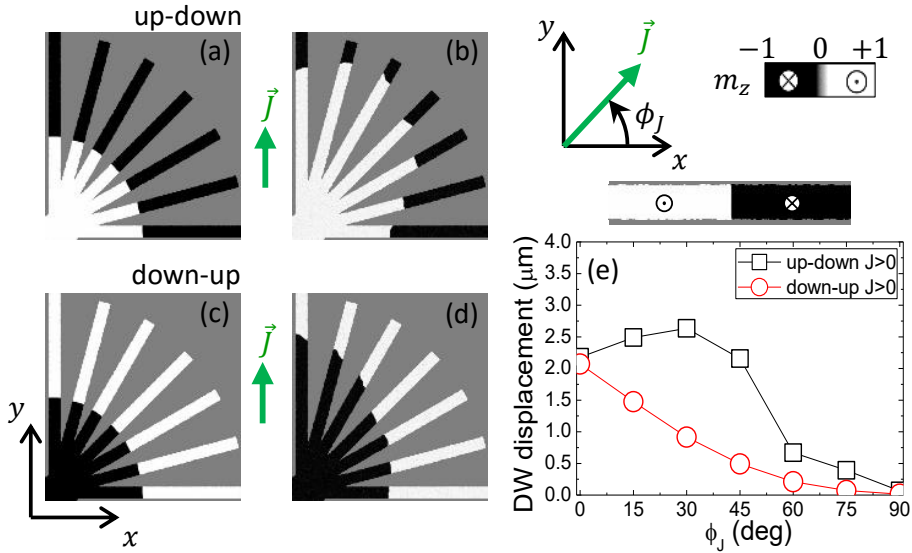 up-down
(a)
(b)
J
down-up
(c)
(d)
J
y
x
y
J
ϕJ
x
−1 0 +1
mz
(e)
up-down J>0
down-up J>0
DW displacement (μm)
4.0
3.5
3.0
2.5
2.0
1.5
1.0
0.5
0.0
0 15 30 45 60 75 90
ϕJ (deg)